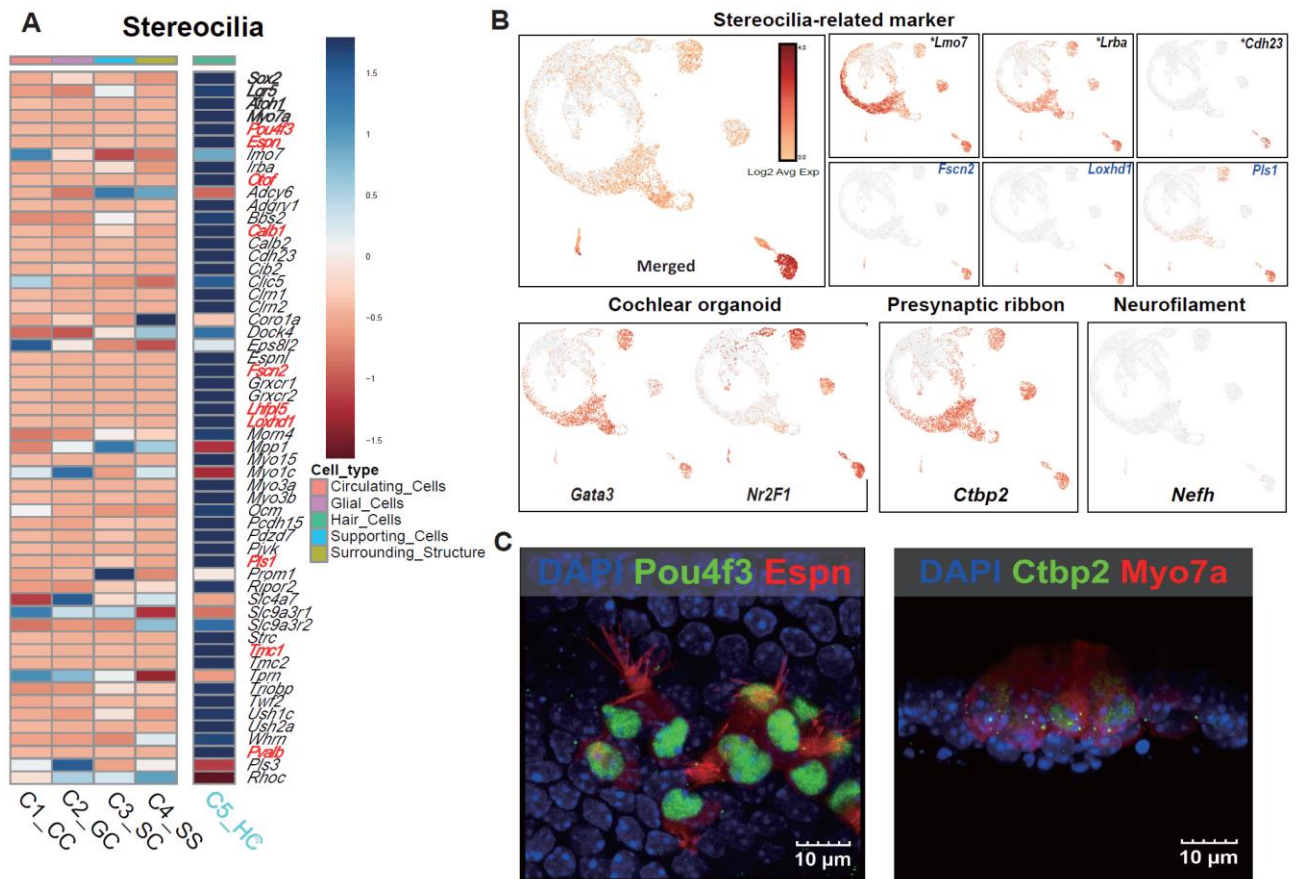 A
Stereocilia
Sox2
Lgr5
Atoh1
Myo7a
Pou4f3
Espn
lmo7
lrba
Otof
Adcy6
Adgrv1
Bbs2
Calb1
Calb2
Cdh23
Cib2
Clic5
Clrn1
Clrn2
Coro1a
Dock4
Eps8l2
Espnl
Fscn2
Grxcr1
Grxcr2
Lhfpl5
Loxhd1
Morn4
Mpp1
Myo15
Myo1c
Myo3a
Myo3b
Ocm
Pcdh15
Pdzd7
Pjvk
Pls1
Prom1
Ripor2
Slc4a7
Slc9a3r1
Slc9a3r2
Strc
Tmc1
Tmc2
Tprn
Triobp
Twf2
Ush1c
Ush2a
Whrn
Pvalb
Pls3
Rhoc
1.5
1
0.5
0
−0.5
−1
−1.5
Cell_type
Circulating_Cells
Glial_Cells
Hair_Cells
Supporting_Cells
Surrounding_Structure
C1_CC
C2_GC
C3_SC
C4_SS
C5_HC
B
Stereocilia-related marker
4.0
0.0
Log2 Avg Exp
Merged
*Lmo7
*Lrba
*Cdh23
Fscn2
Loxhd1
Pls1
Cochlear organoid
Gata3
Nr2F1
Presynaptic ribbon
Ctbp2
Neurofilament
Nefh
C
DAPI Pou4f3 Espn
10 µm
DAPI Ctbp2 Myo7a
10 µm